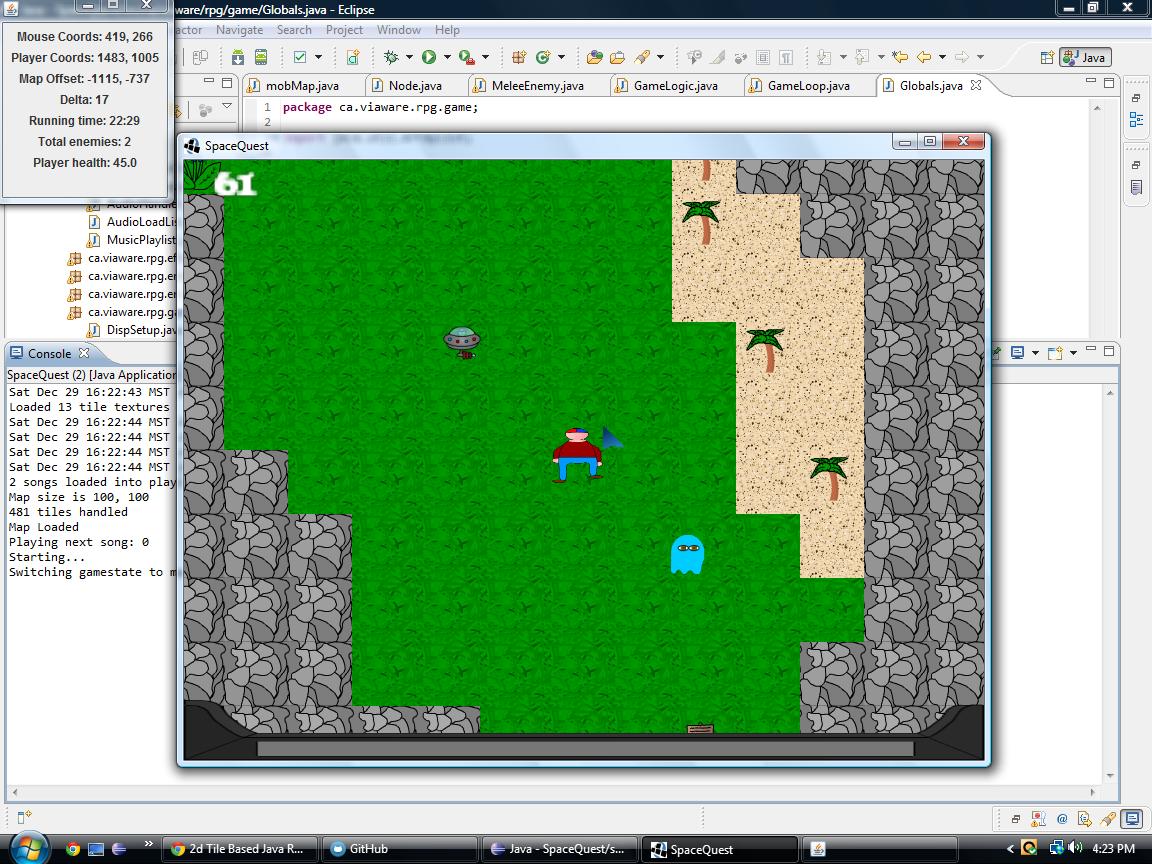 ware/rpg/game/Globals.java - Eclipse
actor Navigate Search Project Window Help
Mouse Coords: 419, 266
Player Coords: 1483, 1005
Map Offset: -1115, -737
Delta: 17
Running time: 22:29
Total enemies: 2
Player health: 45.0
Java
mobMap.java Node.java MeleeEnemy.java GameLogic.java GameLoop.java Globals.java
1 package ca.viaware.rpg.game;
2
SpaceQuest
61
AudioLoadLis
MusicPlaylist
ca.viaware.rpg.ef
ca.viaware.rpg.er
ca.viaware.rpg.er
ca.viaware.rpg.ga
DispSetup.jav
Console
SpaceQuest (2) [Java Application
Sat Dec 29 16:22:43 MST
Loaded 13 tile textures
Sat Dec 29 16:22:44 MST
Sat Dec 29 16:22:44 MST
Sat Dec 29 16:22:44 MST
Sat Dec 29 16:22:44 MST
2 songs loaded into play
Map size is 100, 100
481 tiles handled
Map Loaded
Playing next song: 0
Starting...
Switching gamestate to m
2d Tile Based Java R... GitHub Java - SpaceQuest/s... SpaceQuest 4:23 PM